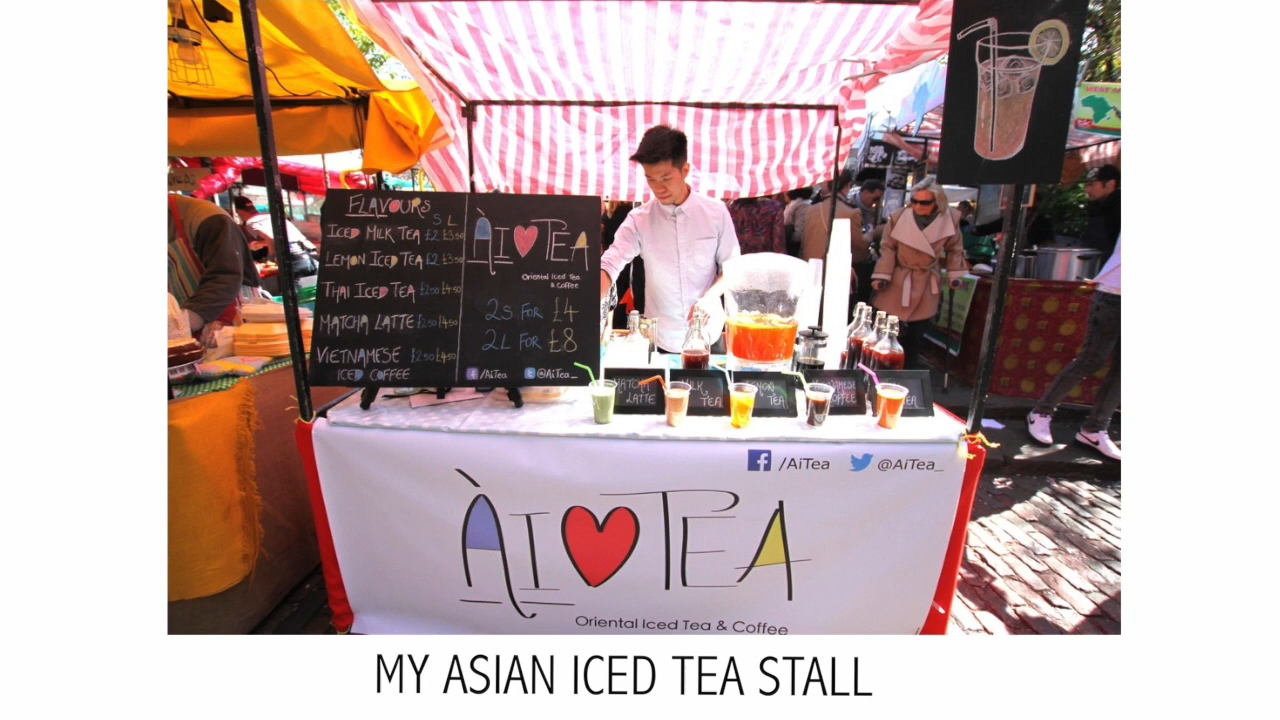 FLAVOURS
S L
ICED MILK TEA £2 £3.50
LEMON ICED TEA £2 £3.50
THAI ICED TEA £2.50 £4.50
MATCHA LATTE £2.50 £4.50
VIETNAMESE £2.50 £4.50
ICED COFFEE
ÀI TEA
Oriental Iced Tea
& Coffee
2S FOR £4
2L FOR £8
/AiTea @AiTea_
MATCHA
LATTE
MILK
TEA
LEMON
TEA
VIETNAMESE
COFFEE
/AiTea @AiTea_
ÀI TEA
Oriental Iced Tea & Coffee
MY ASIAN ICED TEA STALL